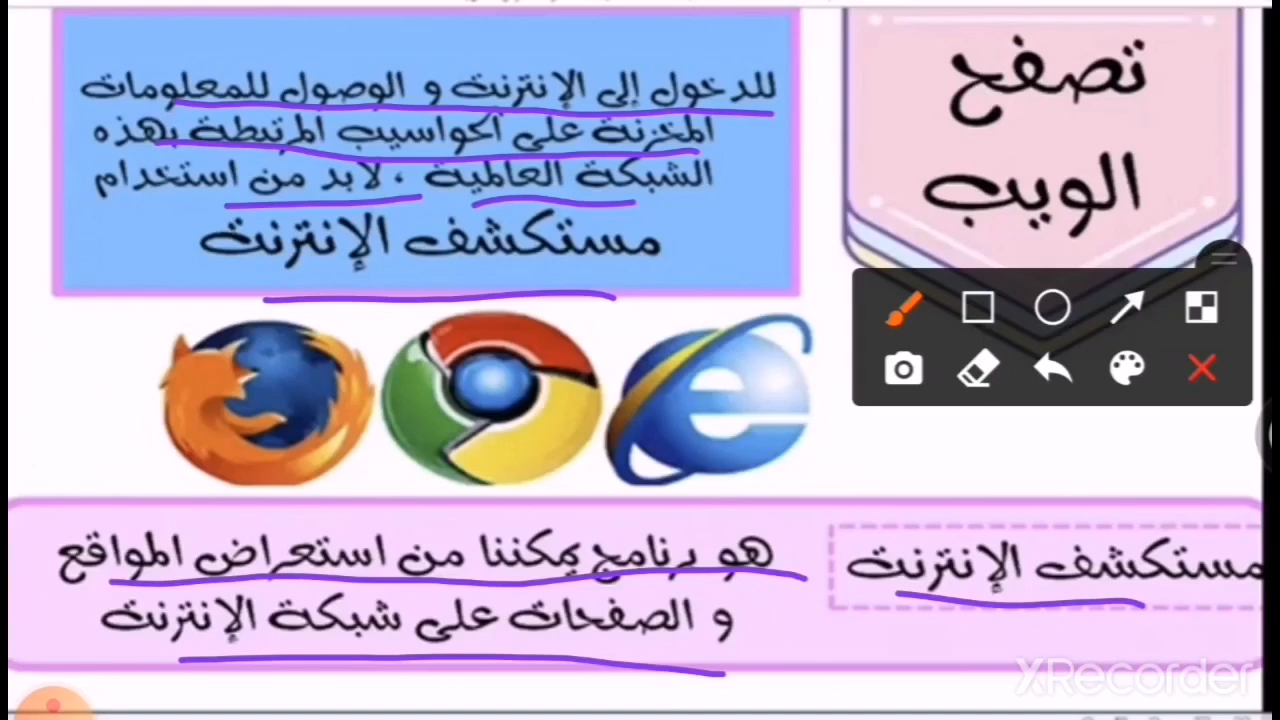 تصفح
الويب
للدخول إلى الإنترنت و الوصول للمعلومات
المخزنة على الحواسيب المرتبطة بهذه
الشبكة العالمية ، لابد من استخدام
مستكشف الإنترنت
مستكشف الإنترنت
هو برنامج يمكننا من استعراض المواقع
و الصفحات على شبكة الإنترنت
XRecorder